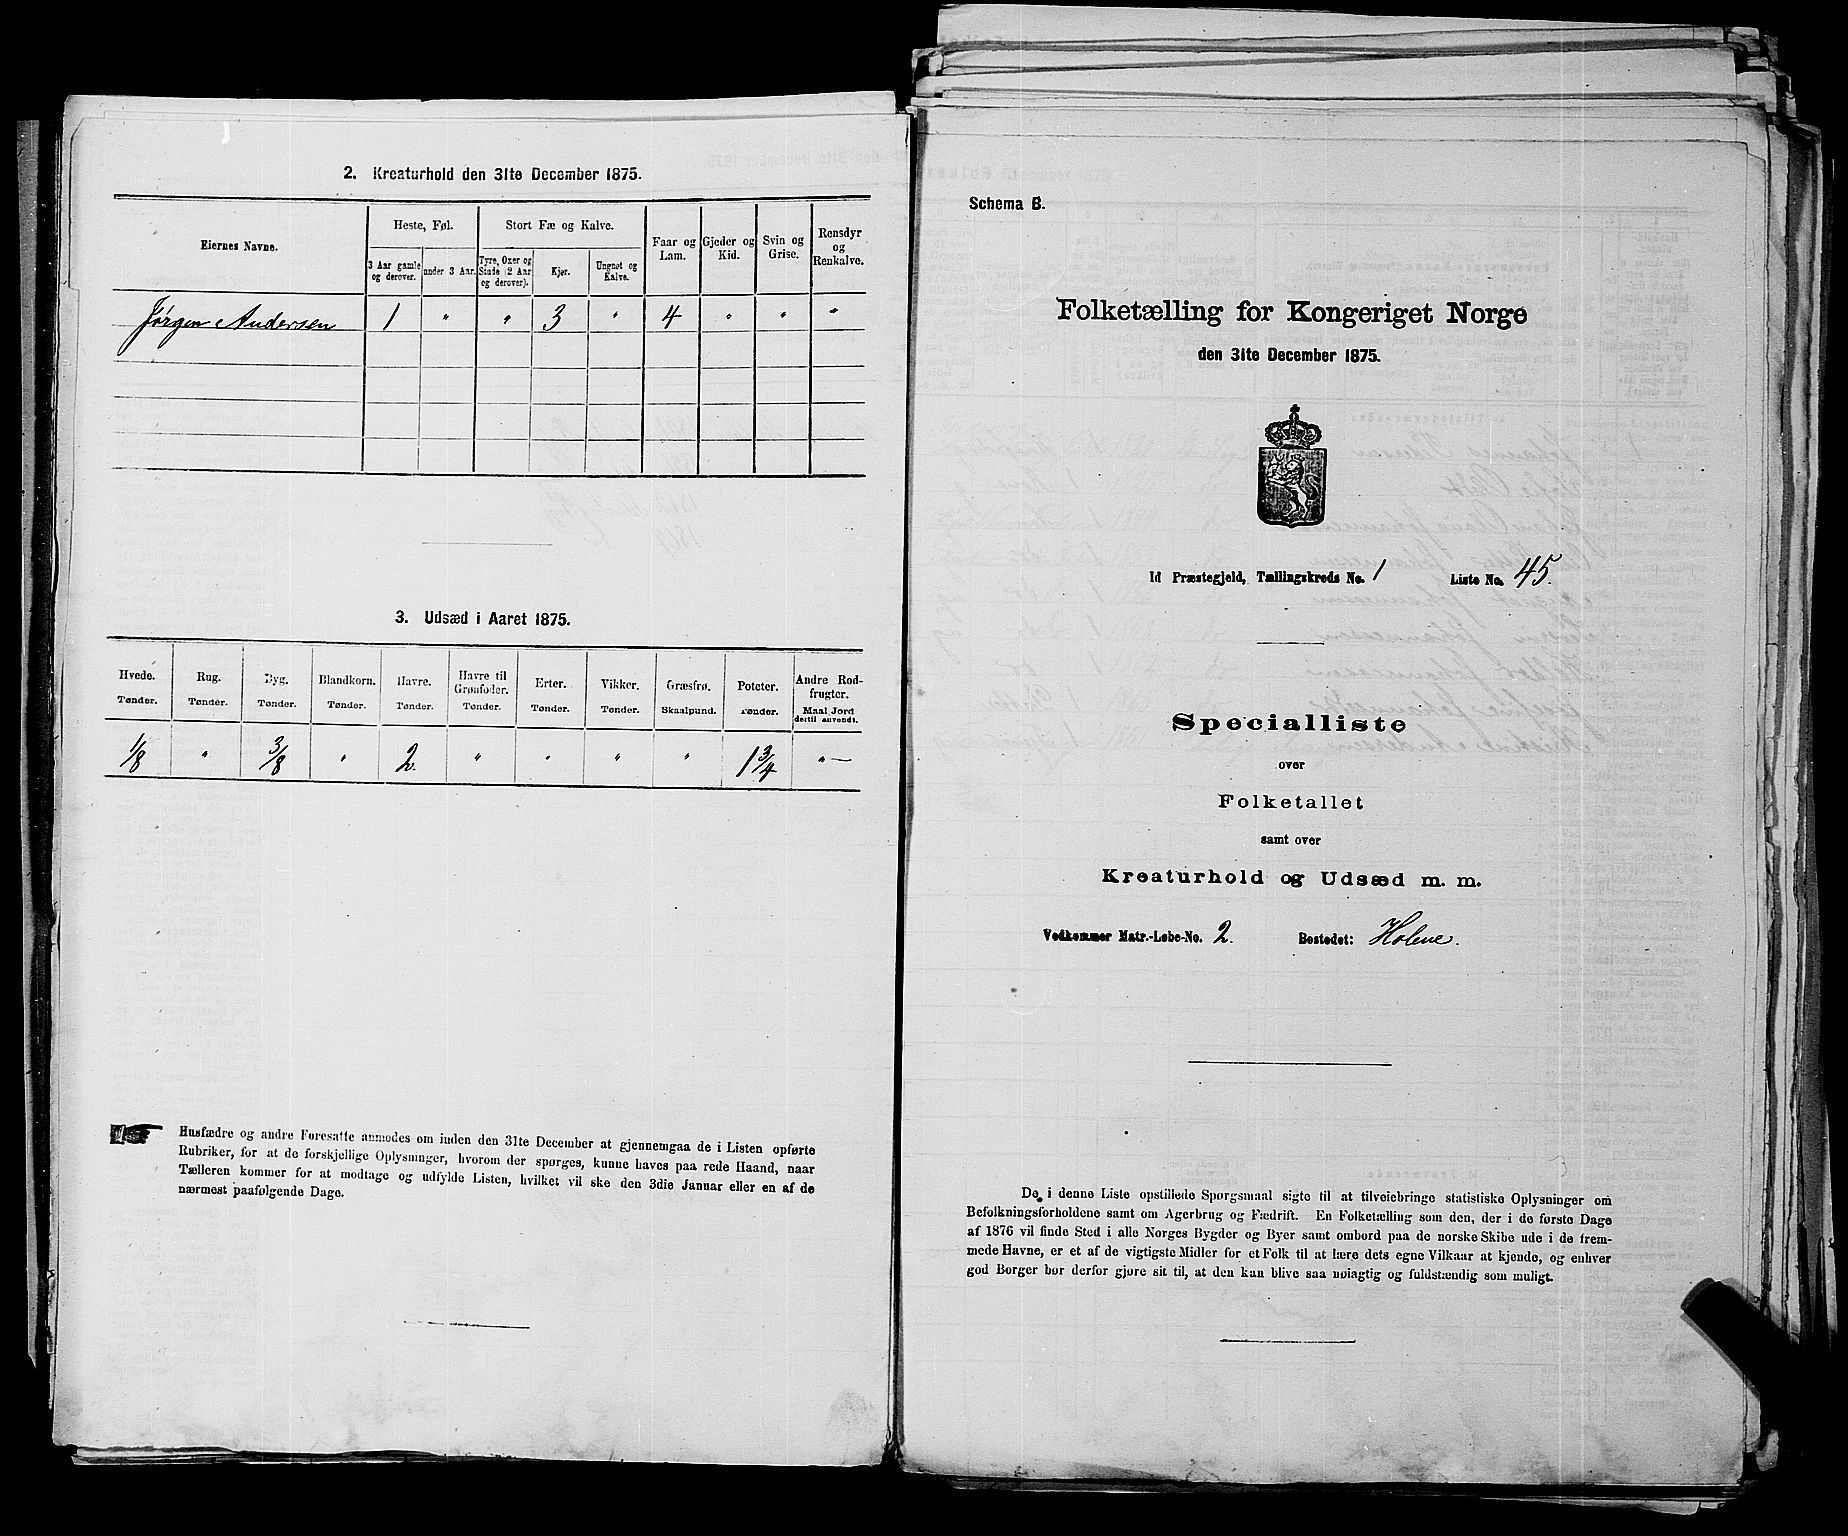 2. Kreaturhold den 31te December 1875.
Eiernes Navne.
Heste, Føl.
Stort Fæ og Kalve.
Faar og Lam.
Gjeder og Kid.
Svin og Grise.
Rensdyr og Renkalve.
3 Aar gamle og derover.
under 3 Aar.
Tyre, Oxer og Stude (2 Aar og derover).
Kjør.
Ungnøt og Kalve.
Jørgen Andersen 1 " " 3 " 4 " " "
3. Udsæd i Aaret 1875.
Hvede. Rug. Byg. Blandkorn. Havre. Havre til Grønfoder. Erter. Vikker. Græsfrø. Poteter. Andre Rodfrugter.
Tønder. Tønder. Tønder. Tønder. Tønder. Tønder. Tønder. Tønder. Skaalpund. Tønder. Maal Jord dertil anvendt.
1/8 " 3/8 " 2 " " " " 1 3/4 " —
Husfædre og andre Foresatte anmodes om inden den 31te December at gjennemgaa de i Listen opførte
Rubriker, for at de forskjellige Oplysninger, hvorom der spørges, kunne haves paa rede Haand, naar
Tælleren kommer for at modtage og udfylde Listen, hvilket vil ske den 3die Januar eller en af de
nærmest paafølgende Dage.
Schema B.
Folketælling for Kongeriget Norge
den 31te December 1875.
Id Præstegjeld, Tællingskreds No. 1 Liste No. 45.
Specialliste
over
Folketallet
samt over
Kreaturhold og Udsæd m. m.
Vedkommer Matr.-Løbe-No. 2. Bostedet: Holene.
De i denne Liste opstillede Spørgsmaal sigte til at tilveiebringe statistiske Oplysninger om
Befolkningsforholdene samt om Agerbrug og Fædrift. En Folketælling som den, der i de første Dage
af 1876 vil finde Sted i alle Norges Bygder og Byer samt ombord paa de norske Skibe ude i de frem-
mede Havne, er et af de vigtigste Midler for et Folk til at lære dets egne Vilkaar at kjende, og enhver
god Borger bør derfor gjøre sit til, at den kan blive saa nøiagtig og fuldstændig som muligt.